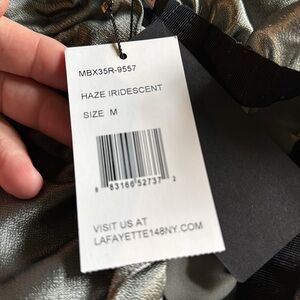 MBX35R-9557
HAZE IRIDESCENT
SIZE M
8 83166 52737 2
VISIT US AT
LAFAYETTE148NY.COM